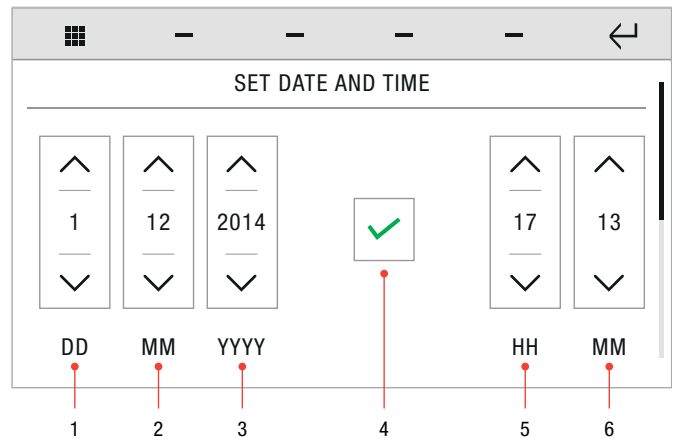 SET DATE AND TIME
1 12 2014 17 13
DD MM YYYY HH MM
1 2 3 4 5 6